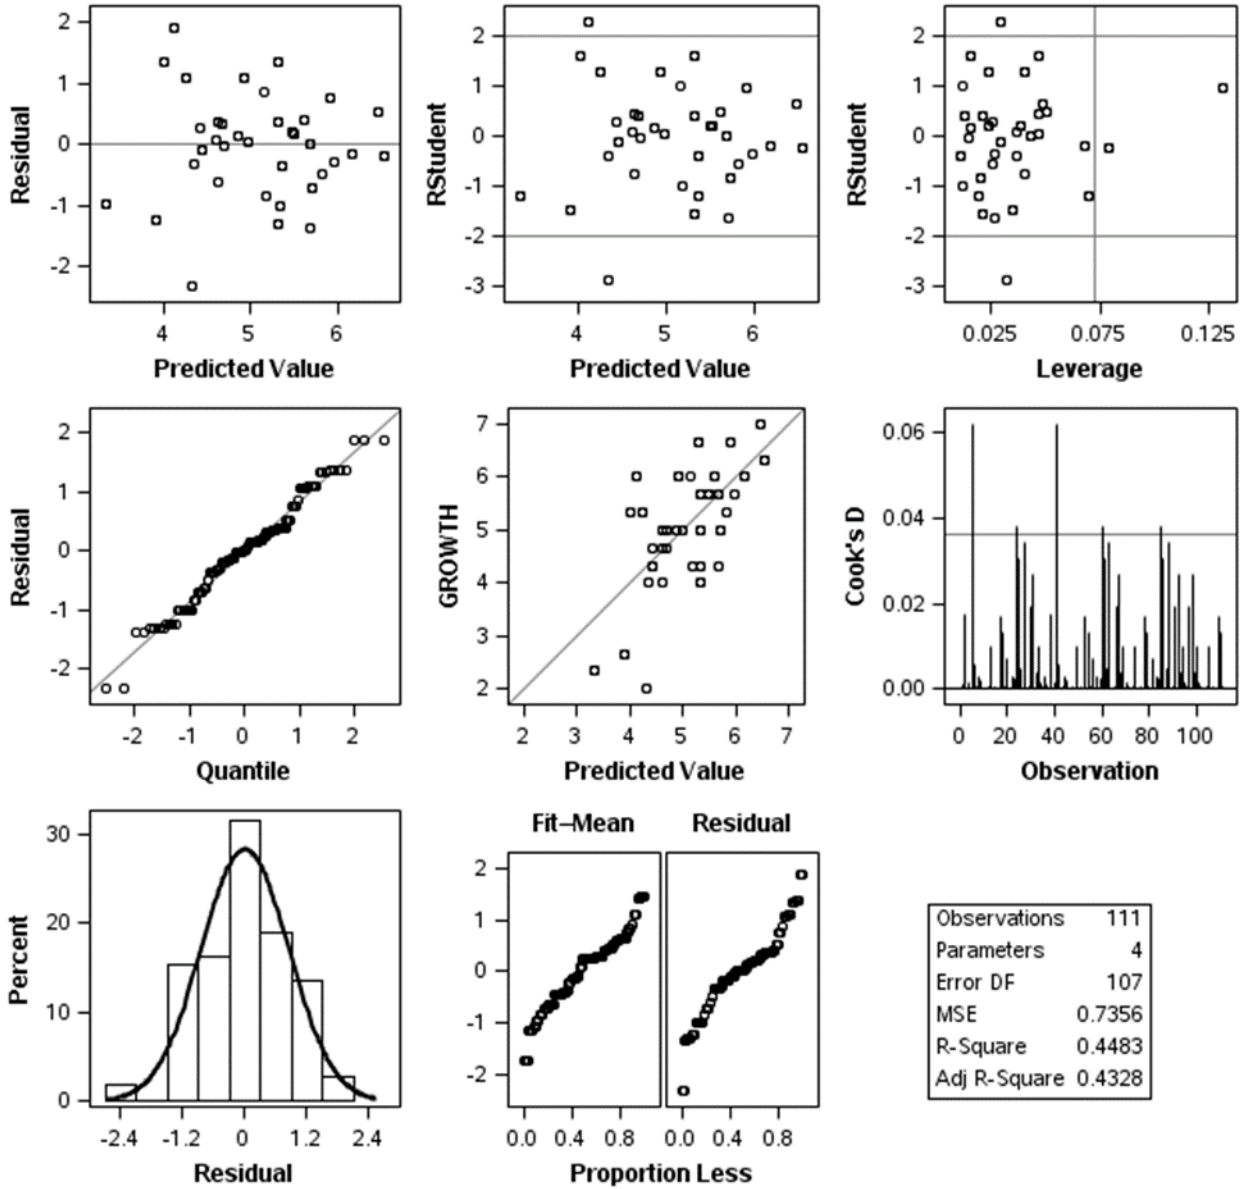 2
1
0
-1
-2
Residual
4 5 6
Predicted Value
2
1
0
-1
-2
-3
RStudent
4 5 6
Predicted Value
2
1
0
-1
-2
-3
RStudent
0.025 0.075 0.125
Leverage
2
1
0
-1
-2
Residual
-2 -1 0 1 2
Quantile
7
6
5
4
3
2
GROWTH
2 3 4 5 6 7
Predicted Value
0.06
0.04
0.02
0.00
Cook's D
0 20 40 60 80 100
Observation
30
20
10
0
Percent
-2.4 -1.2 0 1.2 2.4
Residual
Fit–Mean Residual
2
1
0
-1
-2
0.0 0.4 0.8 0.0 0.4 0.8
Proportion Less
Observations 111
Parameters 4
Error DF 107
MSE 0.7356
R-Square 0.4483
Adj R-Square 0.4328